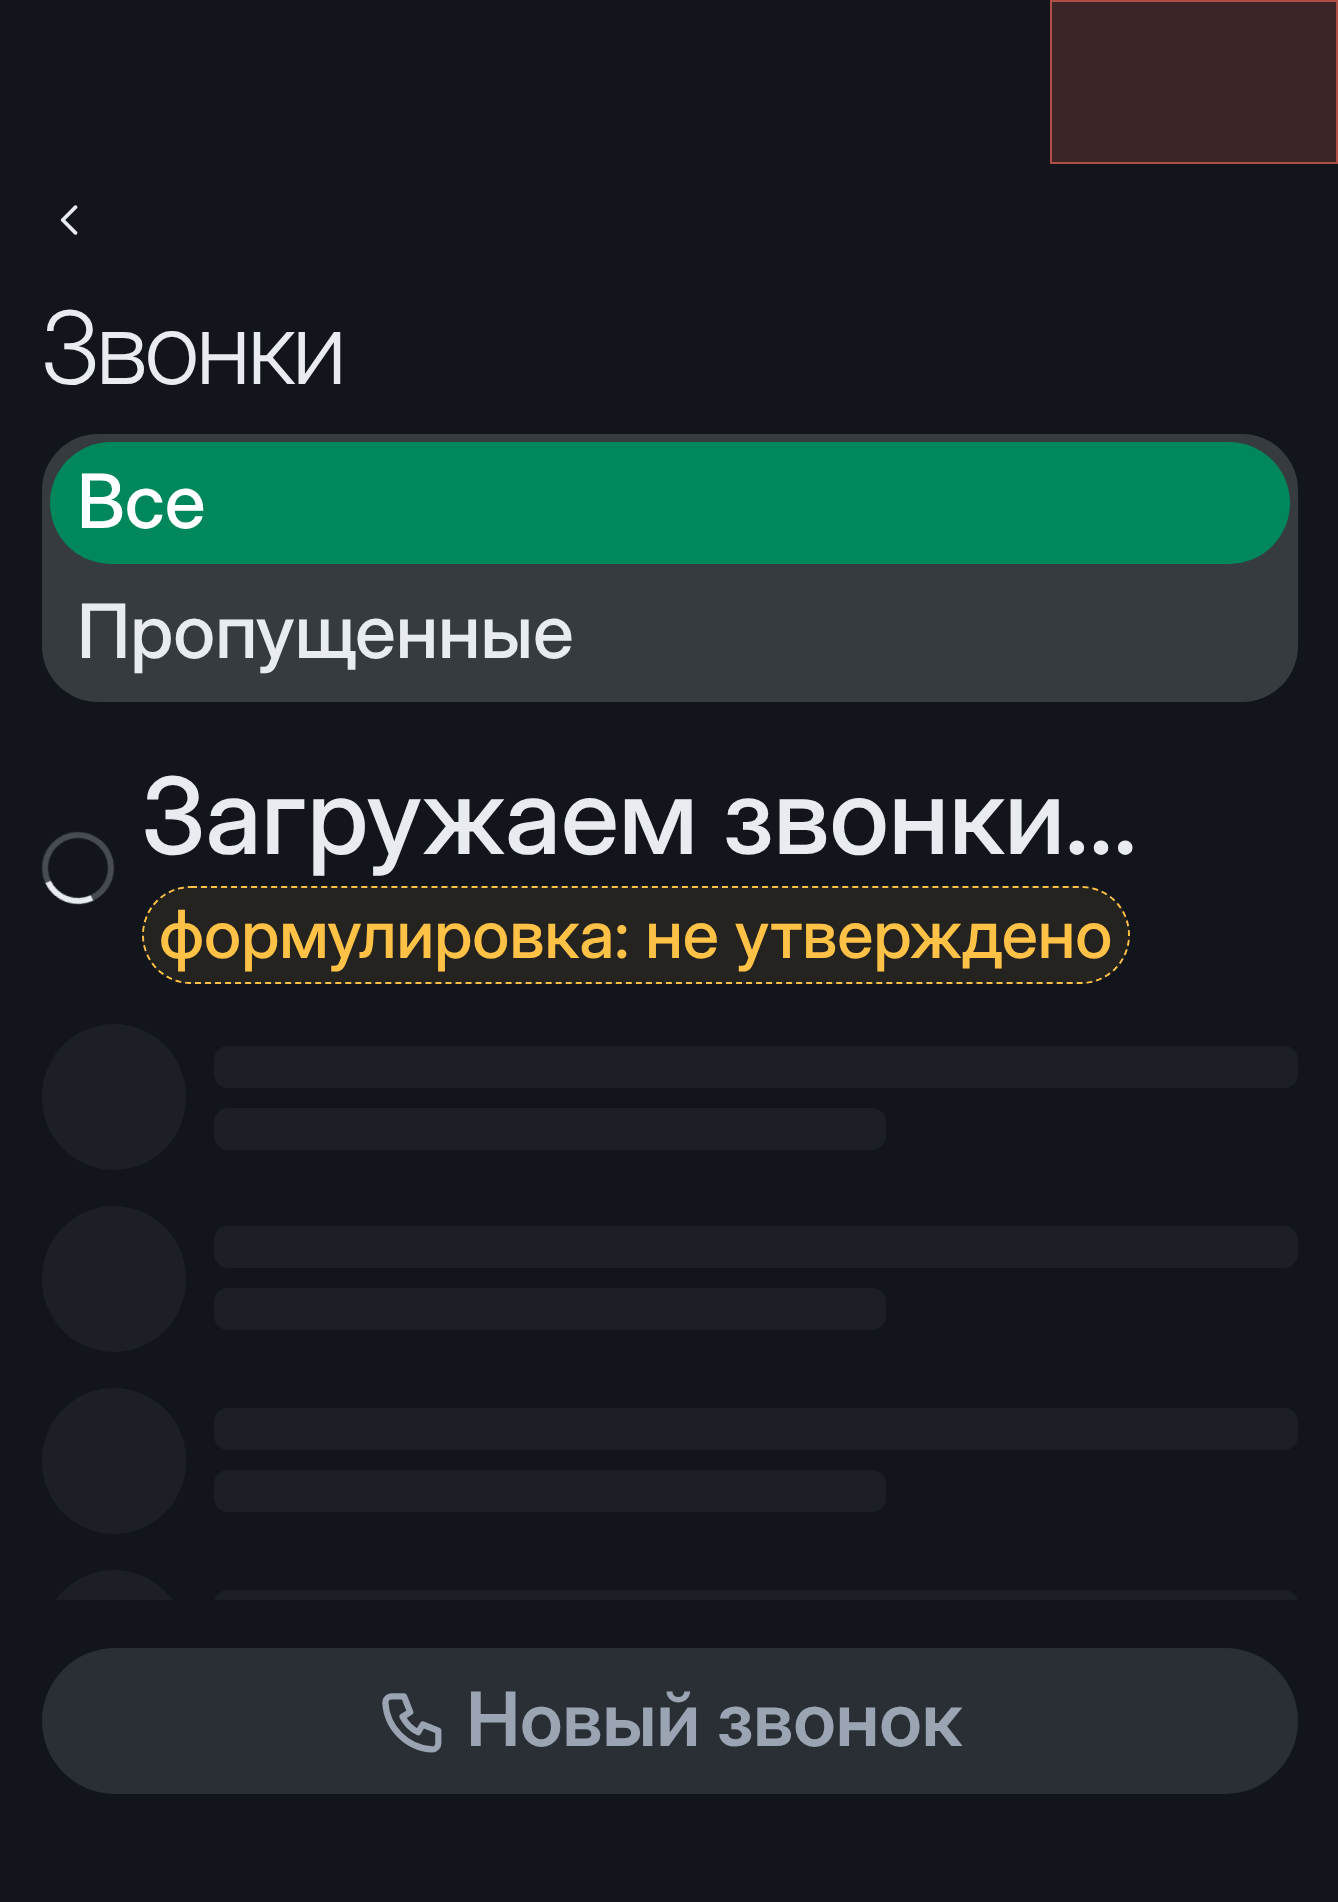 Звонки
Все
Пропущенные
Загружаем звонки...
формулировка: не утверждено
Новый звонок